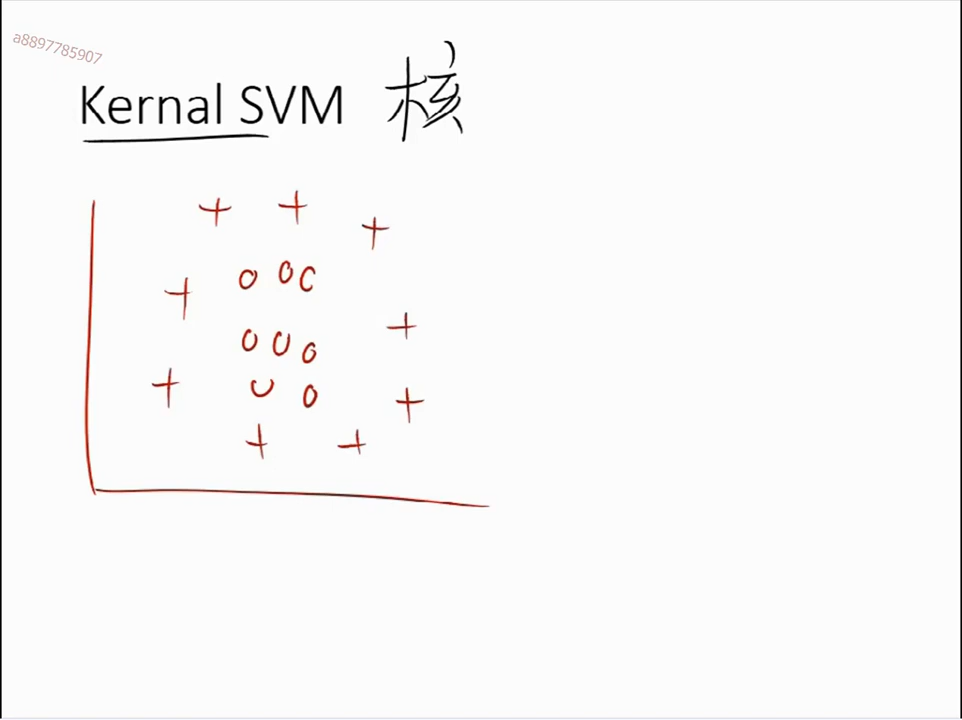 a8897785907
Kernal SVM 核
+ + +
o o c
+
+
o o o
+ o o +
+ +